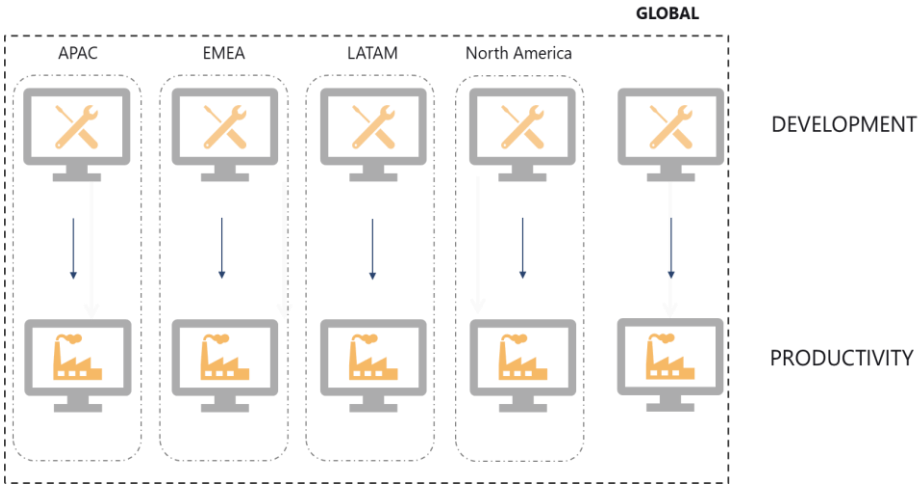 GLOBAL
APAC
EMEA
LATAM
North America
DEVELOPMENT
PRODUCTIVITY